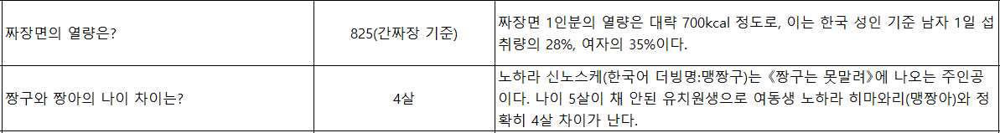 짜장면의 열량은?
825(간짜장 기준)
짜장면 1인분의 열량은 대략 700kcal 정도로, 이는 한국 성인 기준 남자 1일 섭
취량의 28%, 여자의 35%이다.
짱구와 짱아의 나이 차이는?
4살
노하라 신노스케(한국어 더빙명:맹짱구)는 《짱구는 못말려》에 나오는 주인공
이다. 나이 5살이 채 안된 유치원생으로 여동생 노하라 히마와리(맹짱아)와 정
확히 4살 차이가 난다.